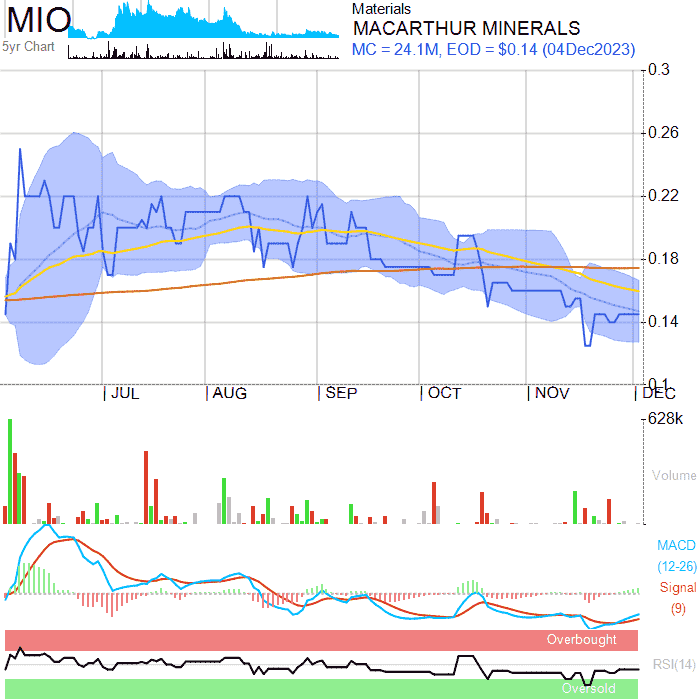 MIO
5yr Chart
Materials
MACARTHUR MINERALS
MC = 24.1M, EOD = $0.14 (04Dec2023)
0.3
0.26
0.22
0.18
0.14
0.1
JUL
AUG
SEP
OCT
NOV
DEC
628k
Volume
MACD
(12-26)
Signal
(9)
Overbought
RSI(14)
Oversold